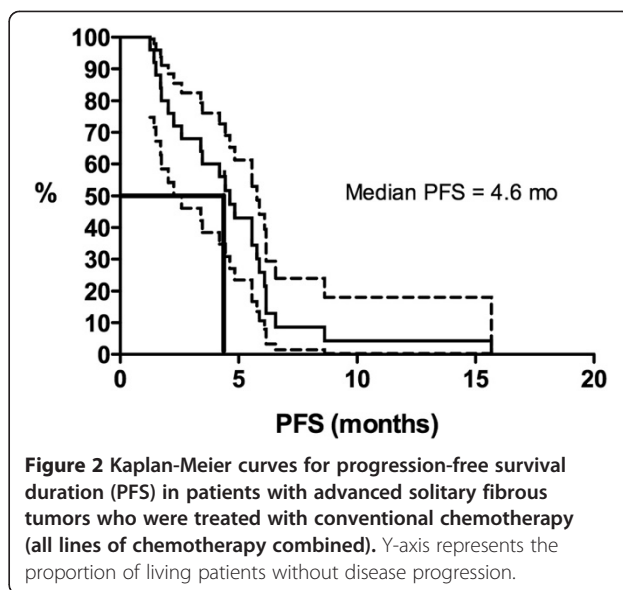 100
90
80
70
60
50
40
30
20
10
0
%
Median PFS = 4.6 mo
0 5 10 15 20
PFS (months)
Figure 2 Kaplan-Meier curves for progression-free survival
duration (PFS) in patients with advanced solitary fibrous
tumors who were treated with conventional chemotherapy
(all lines of chemotherapy combined). Y-axis represents the
proportion of living patients without disease progression.